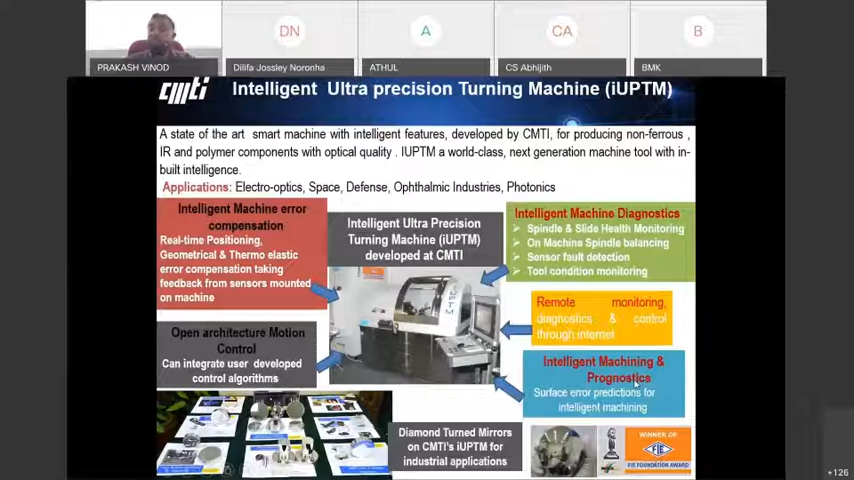 DN
A
CA
B
PRAKASH VINOD
Dilifa Jossley Noronha
ATHUL
CS Abhijith
BMK
cmti
Intelligent Ultra precision Turning Machine (iUPTM)
A state of the art smart machine with intelligent features, developed by CMTI, for producing non-ferrous ,
IR and polymer components with optical quality . IUPTM a world-class, next generation machine tool with in-
built intelligence.
Applications: Electro-optics, Space, Defense, Ophthalmic Industries, Photonics
Intelligent Machine error
compensation
Real-time Positioning,
Geometrical & Thermo elastic
error compensation taking
feedback from sensors mounted
on machine
Intelligent Ultra Precision
Turning Machine (iUPTM)
developed at CMTI
Intelligent Machine Diagnostics
Spindle & Slide Health Monitoring
On Machine Spindle balancing
Sensor fault detection
Tool condition monitoring
Remote monitoring,
diagnostics & control
through internet
Open architecture Motion
Control
Can integrate user developed
control algorithms
iUPTM
Intelligent Machining &
Prognostics
Surface error predictions for
intelligent machining
Diamond Turned Mirrors
on CMTI's iUPTM for
industrial applications
WINNER OF
FIE
FIE FOUNDATION AWARD
+126